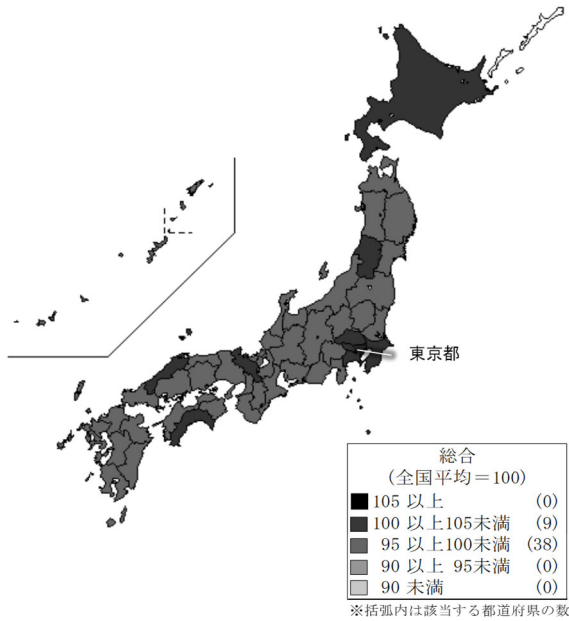 東京都
総合
（全国平均＝100）
105 以上 (0)
100 以上105未満 (9)
95 以上100未満 (38)
90 以上 95未満 (0)
90 未満 (0)
※括弧内は該当する都道府県の数